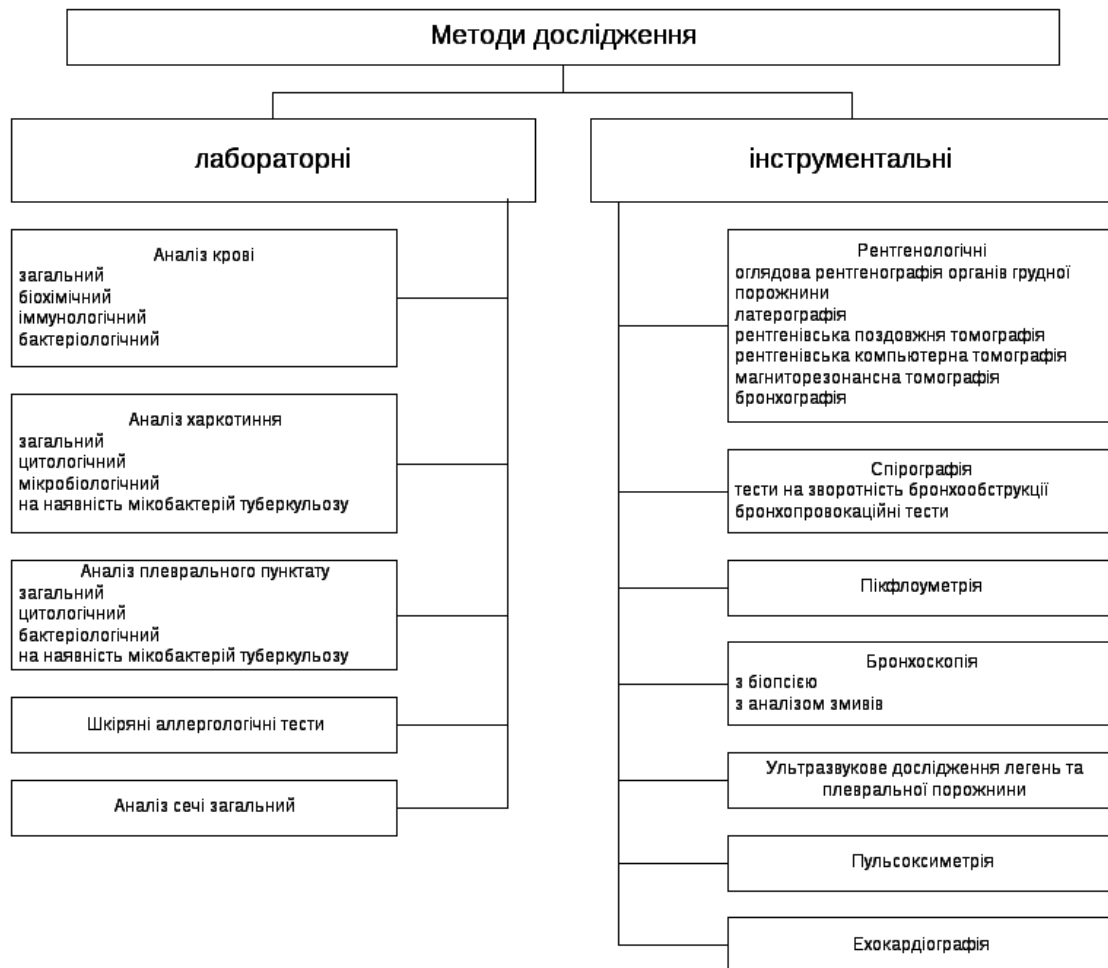 Методи дослідження
лабораторні
Аналіз крові
загальний
біохімічний
іммунологічний
бактеріологічний
Аналіз харкотиння
загальний
цитологічний
мікробіологічний
на наявність мікобактерій туберкульозу
Аналіз плеврального пунктату
загальний
цитологічний
бактеріологічний
на наявність мікобактерій туберкульозу
Шкіряні аллергологічні тести
Аналіз сечі загальний
інструментальні
Рентгенологічні
оглядова рентгенографія органів грудної
порожнини
латерографія
рентгенівська поздовжня томографія
рентгенівська компьютерна томографія
магниторезонансна томографія
бронхографія
Спірографія
тести на зворотність бронхообструкції
бронхопровокаційні тести
Пікфлоуметрія
Бронхоскопія
з біопсією
з аналізом змивів
Ультразвукове дослідження легень та
плевральної порожнини
Пульсоксиметрія
Ехокардіографія